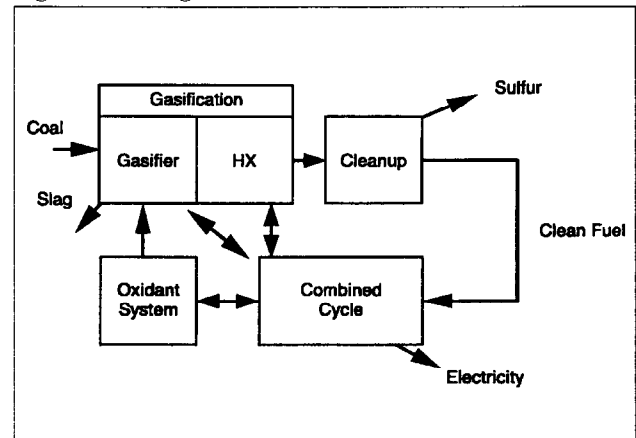 Gasification
Sulfur
Coal
Gasifier
HX
Cleanup
Slag
Clean Fuel
Oxidant
System
Combined
Cycle
Electricity